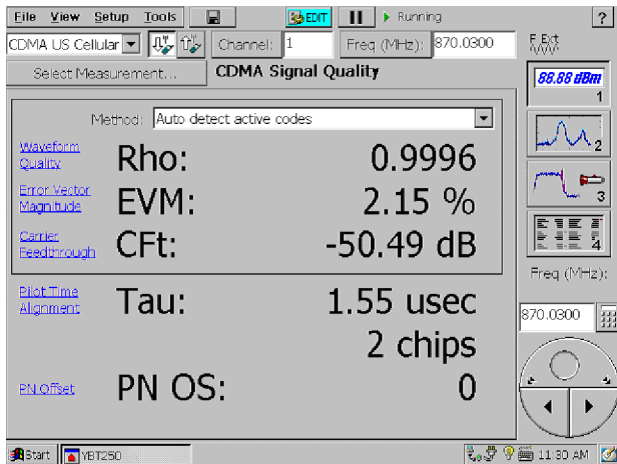 File View Setup Tools EDIT Running ?
CDMA US Cellular Channel: 1 Freq (MHz): 870.0300 F Ext
Select Measurement... CDMA Signal Quality
88.88 dBm
1
Method: Auto detect active codes
2
Waveform Quality Rho: 0.9996
3
Error Vector Magnitude EVM: 2.15 %
4
Carrier Feedthrough CFt: -50.49 dB
Freq (MHz):
Pilot Time Alignment Tau: 1.55 usec
870.0300
2 chips
PN Offset PN OS: 0
Start YBT250 11:30 AM